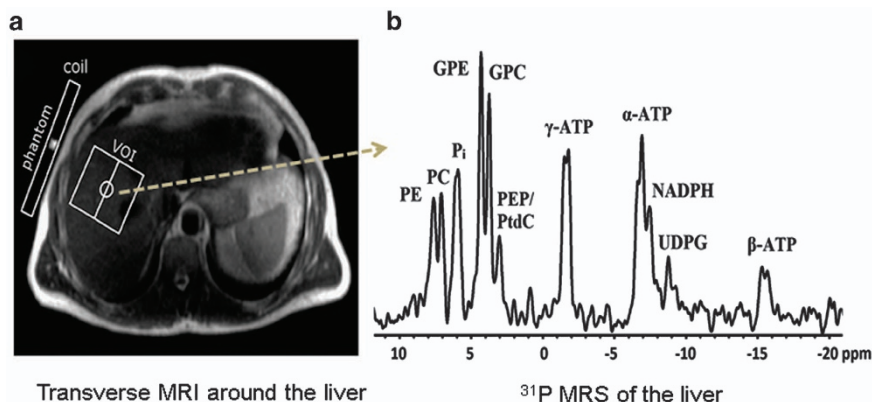 a
coil
phantom
VOI
Transverse MRI around the liver
b
GPE
GPC
γ-ATP
α-ATP
Pi
PC
PE
PEP/
PtdC
NADPH
UDPG
β-ATP
10 5 0 -5 -10 -15 -20 ppm
³¹P MRS of the liver